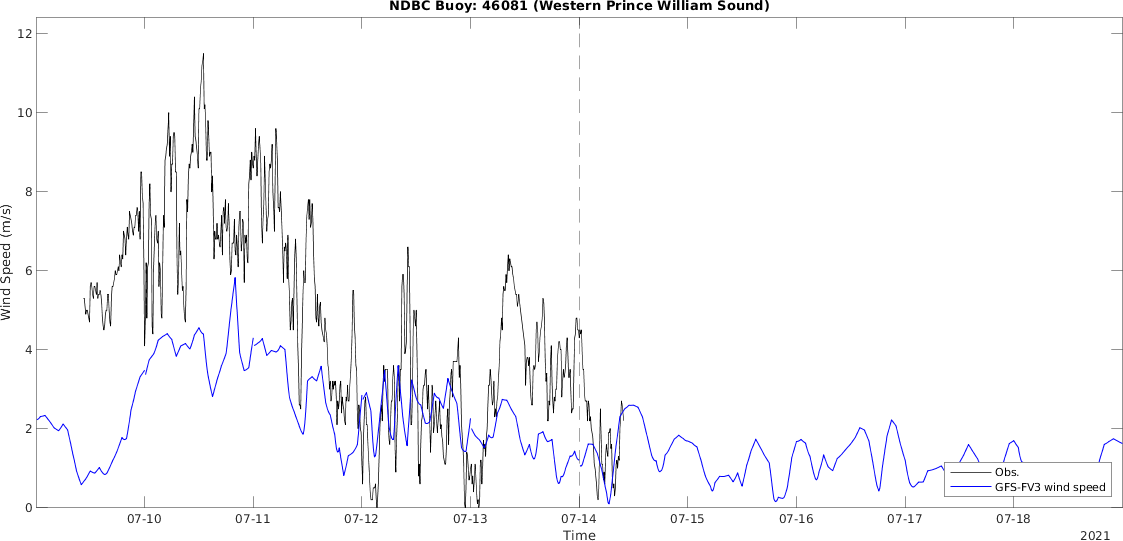 NDBC Buoy: 46081 (Western Prince William Sound)
12
10
8
6
4
2
0
Wind Speed (m/s)
07-10 07-11 07-12 07-13 07-14 07-15 07-16 07-17 07-18
Time
2021
Obs.
GFS-FV3 wind speed